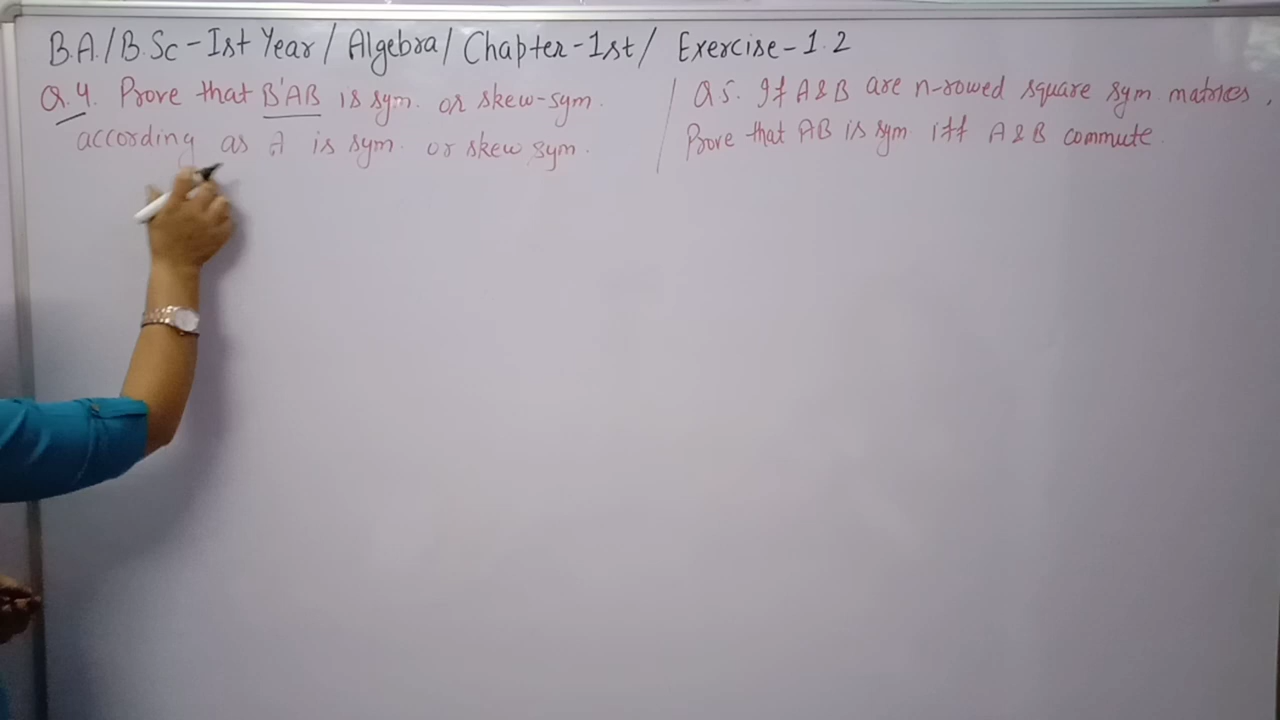 B.A./B.Sc-Ist Year/Algebra/Chapter-1st/ Exercise-1.2
Q.4. Prove that B'AB is sym. or skew-sym.
according as A is sym. or skew sym.
Q5. If A & B are n-rowed square sym matrices,
Prove that AB is sym iff A & B commute.